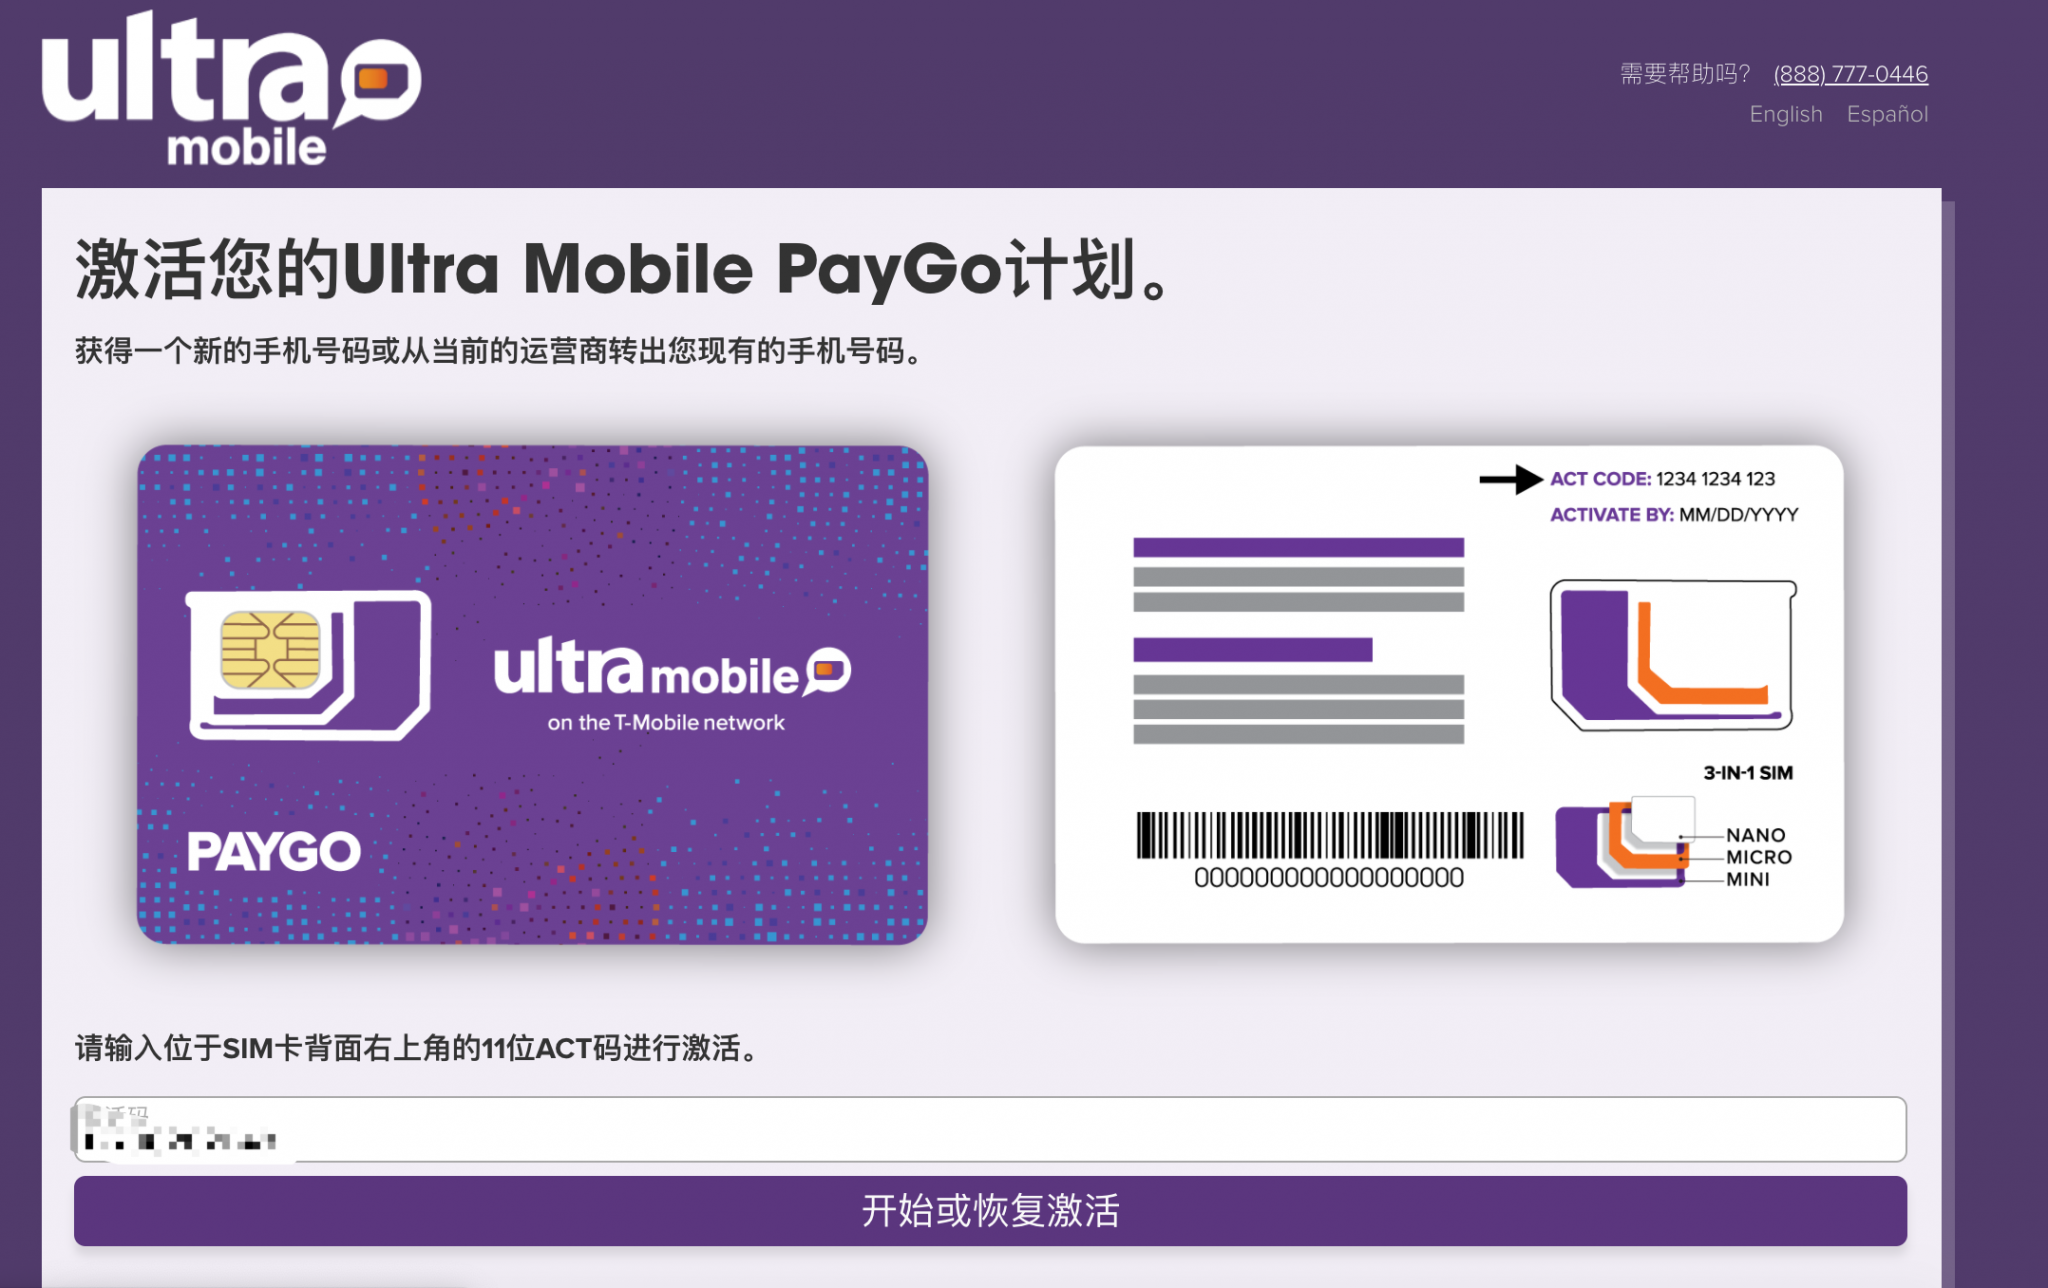 ultra
mobile
需要帮助吗？ (888) 777-0446
English Español
激活您的Ultra Mobile PayGo计划。
获得一个新的手机号码或从当前的运营商转出您现有的手机号码。
ultra mobile
on the T-Mobile network
PAYGO
ACT CODE: 1234 1234 123
ACTIVATE BY: MM/DD/YYYY
3-IN-1 SIM
NANO
MICRO
MINI
0000000000000000000
请输入位于SIM卡背面右上角的11位ACT码进行激活。
开始或恢复激活